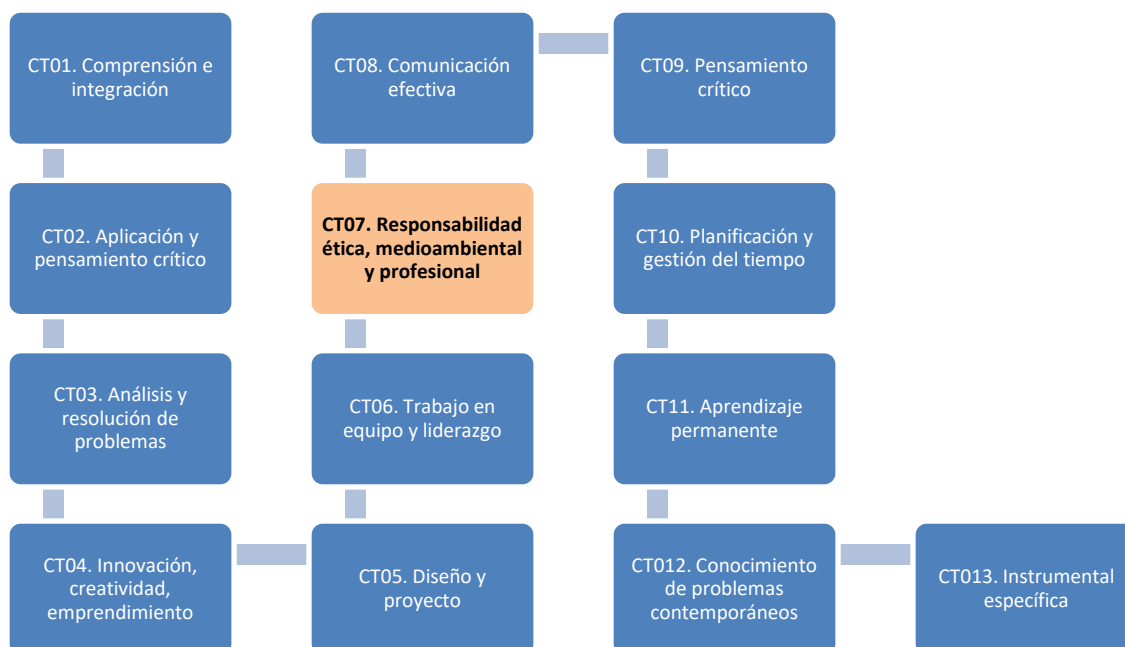 CT01. Comprensión e
integración
CT02. Aplicación y
pensamiento crítico
CT03. Análisis y
resolución de
problemas
CT04. Innovación,
creatividad,
emprendimiento
CT05. Diseño y
proyecto
CT06. Trabajo en
equipo y liderazgo
CT07. Responsabilidad
ética, medioambiental
y profesional
CT08. Comunicación
efectiva
CT09. Pensamiento
crítico
CT10. Planificación y
gestión del tiempo
CT11. Aprendizaje
permanente
CT012. Conocimiento
de problemas
contemporáneos
CT013. Instrumental
específica